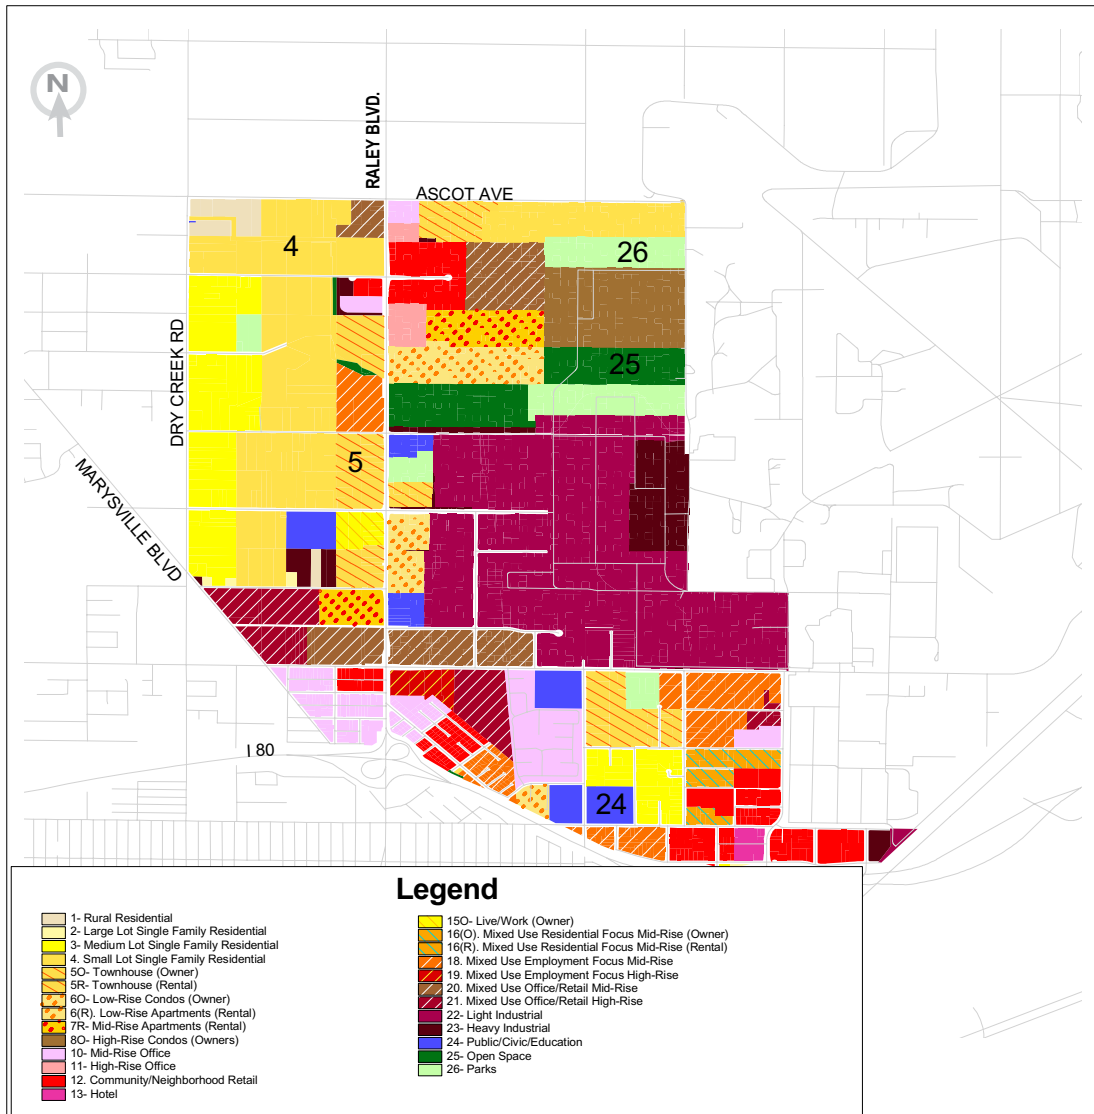 N
RALEY BLVD.
ASCOT AVE
4
26
DRY CREEK RD
25
5
MARYSVILLE BLVD
I 80
24
Legend
1- Rural Residential
2- Large Lot Single Family Residential
3- Medium Lot Single Family Residential
4. Small Lot Single Family Residential
5O- Townhouse (Owner)
5R- Townhouse (Rental)
6O- Low-Rise Condos (Owner)
6(R). Low-Rise Apartments (Rental)
7R- Mid-Rise Apartments (Rental)
8O- High-Rise Condos (Owners)
10- Mid-Rise Office
11- High-Rise Office
12. Community/Neighborhood Retail
13- Hotel
15O- Live/Work (Owner)
16(O). Mixed Use Residential Focus Mid-Rise (Owner)
16(R). Mixed Use Residential Focus Mid-Rise (Rental)
18. Mixed Use Employment Focus Mid-Rise
19. Mixed Use Employment Focus High-Rise
20. Mixed Use Office/Retail Mid-Rise
21. Mixed Use Office/Retail High-Rise
22- Light Industrial
23- Heavy Industrial
24- Public/Civic/Education
25- Open Space
26- Parks